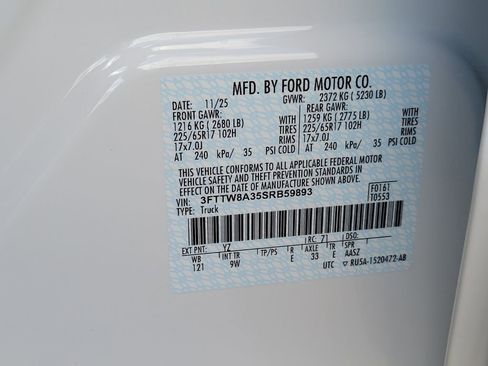 MFD. BY FORD MOTOR CO.
DATE: 11/25 GVWR: 2372 KG ( 5230 LB)
FRONT GAWR: REAR GAWR:
1216 KG ( 2680 LB) WITH 1259 KG ( 2775 LB) WITH
225/65R17 102H TIRES 225/65R17 102H TIRES
17x7.0J RIMS 17x7.0J RIMS
AT 240 kPa/ 35 PSI COLD AT 240 kPa/ 35 PSI COLD
THIS VEHICLE CONFORMS TO ALL APPLICABLE FEDERAL MOTOR
VEHICLE SAFETY AND THEFT PREVENTION STANDARDS IN
EFFECT ON THE DATE OF MANUFACTURE SHOWN ABOVE.
VIN: 3FTTW8A35SRB59893 F0161
TYPE: Truck T0553
EXT PNT: YZ RC: 71 DSO:
WB INT TR TP/PS R AXLE TR SPR
121 9W E 33 E AASZ
UTC ▽ RU5A-1520472-AB